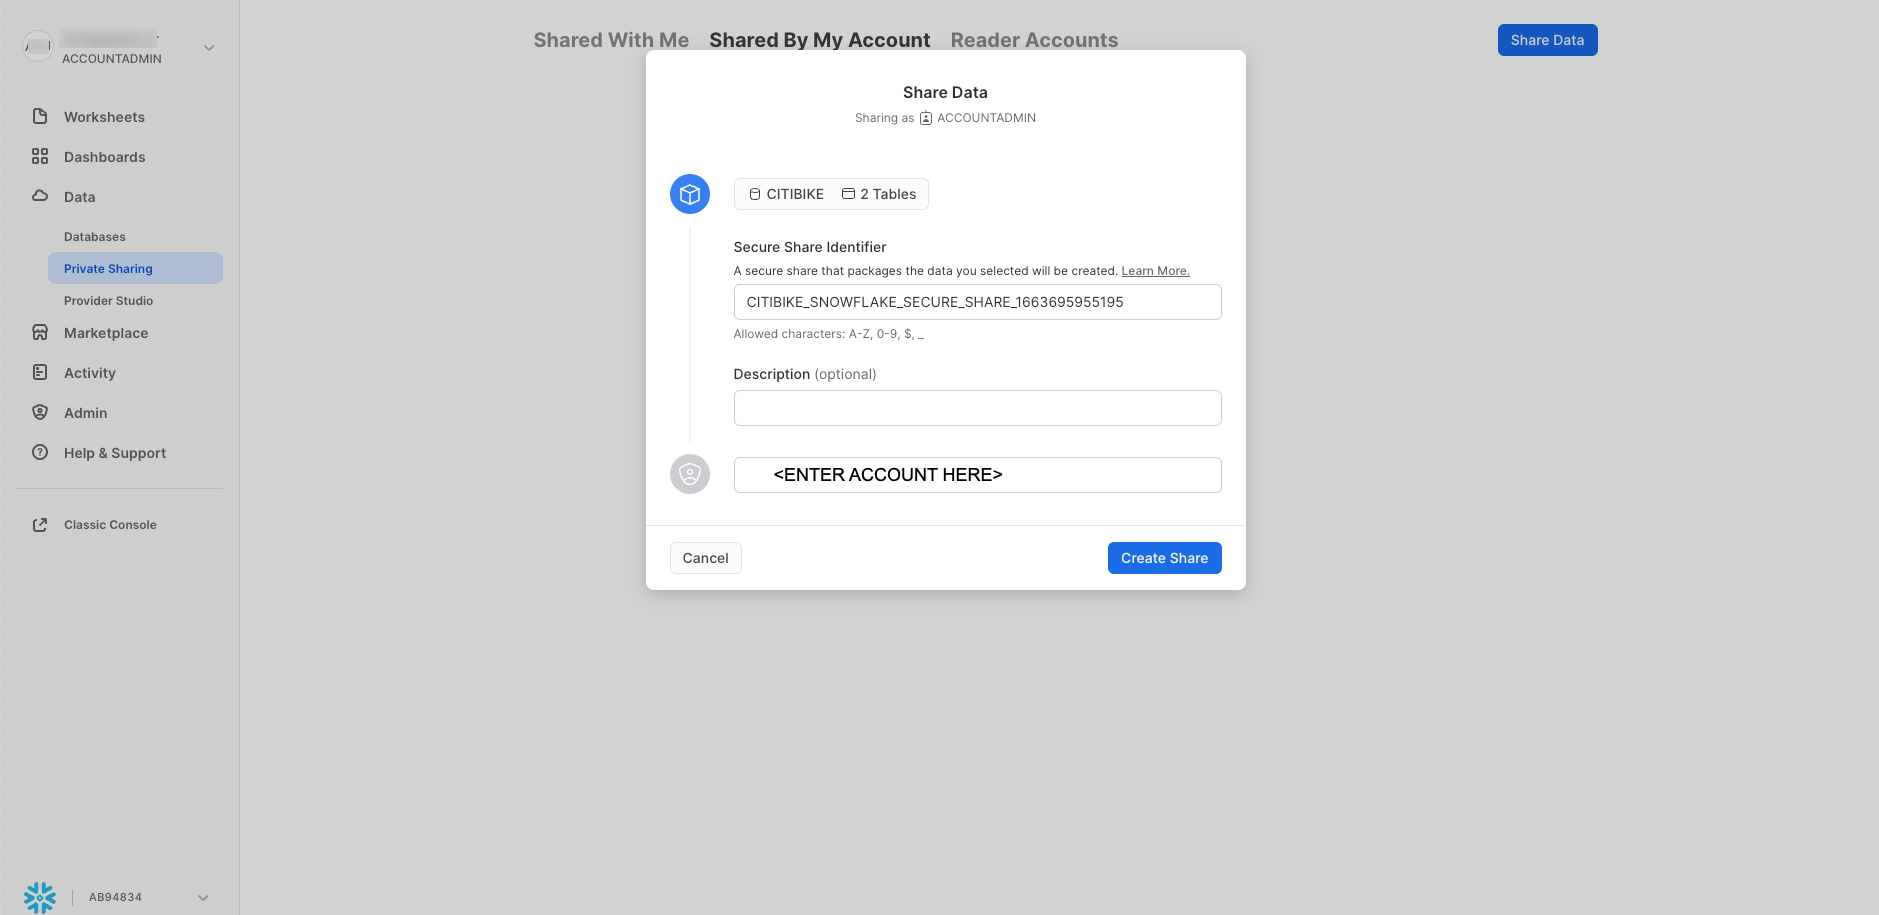 ACCOUNTADMIN
Worksheets
Dashboards
Data
Databases
Private Sharing
Provider Studio
Marketplace
Activity
Admin
Help & Support
Classic Console
AB94834
Shared With Me Shared By My Account Reader Accounts
Share Data
Share Data
Sharing as ACCOUNTADMIN
CITIBIKE 2 Tables
Secure Share Identifier
A secure share that packages the data you selected will be created. Learn More.
CITIBIKE_SNOWFLAKE_SECURE_SHARE_1663695955195
Allowed characters: A-Z, 0-9, $, _
Description (optional)
<ENTER ACCOUNT HERE>
Cancel
Create Share